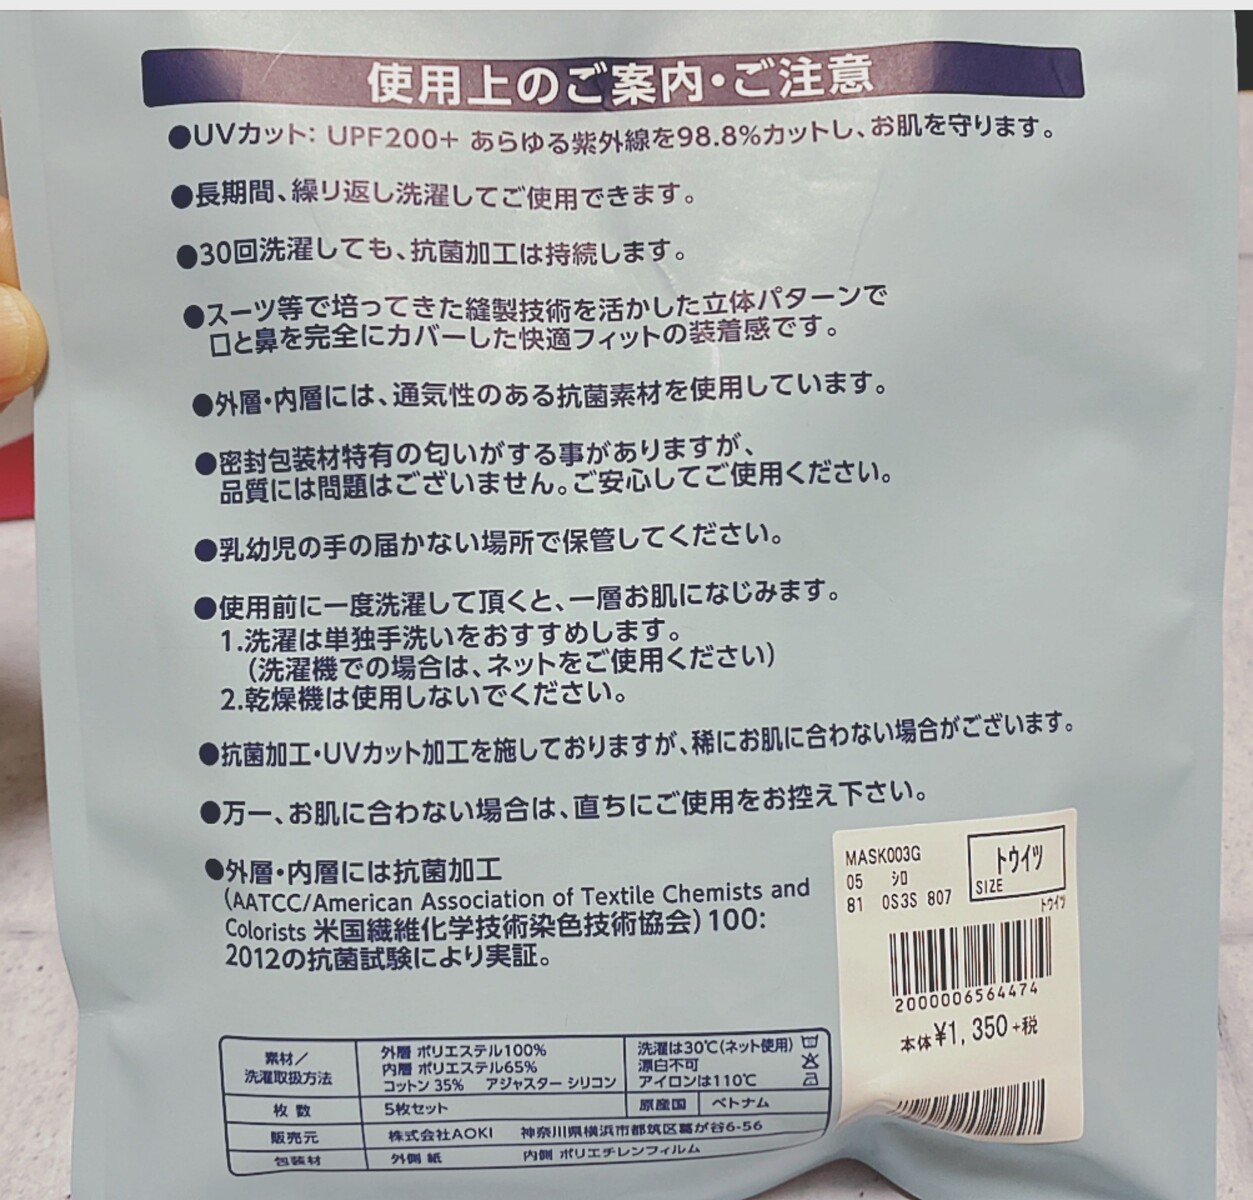 使用上のご案内・ご注意
●UVカット: UPF200+ あらゆる紫外線を98.8%カットし、お肌を守ります。
●長期間、繰り返し洗濯してご使用できます。
●30回洗濯しても、抗菌加工は持続します。
●スーツ等で培ってきた縫製技術を活かした立体パターンで
口と鼻を完全にカバーした快適フィットの装着感です。
●外層・内層には、通気性のある抗菌素材を使用しています。
●密封包装材特有の匂いがする事がありますが、
品質には問題はございません。ご安心してご使用ください。
●乳幼児の手の届かない場所で保管してください。
●使用前に一度洗濯して頂くと、一層お肌になじみます。
1.洗濯は単独手洗いをおすすめします。
(洗濯機での場合は、ネットをご使用ください)
2.乾燥機は使用しないでください。
●抗菌加工・UVカット加工を施しておりますが、稀にお肌に合わない場合がございます。
●万一、お肌に合わない場合は、直ちにご使用をお控え下さい。
●外層・内層には抗菌加工
(AATCC/American Association of Textile Chemists and
Colorists 米国繊維化学技術染色技術協会) 100:
2012の抗菌試験により実証。
素材/
洗濯取扱方法
外層 ポリエステル100%
内層 ポリエステル65%
コットン 35% アジャスター シリコン
洗濯は30℃(ネット使用)
漂白不可
アイロンは110℃
枚数 5枚セット 原産国 ベトナム
販売元 株式会社AOKI 神奈川県横浜市都筑区葛が谷6-56
包装材 外側 紙 内側 ポリエチレンフィルム
MASK003G
05 シロ
81 0S3S 807
トウイツ
SIZE
トウイツ
2000006564474
本体¥1,350+税